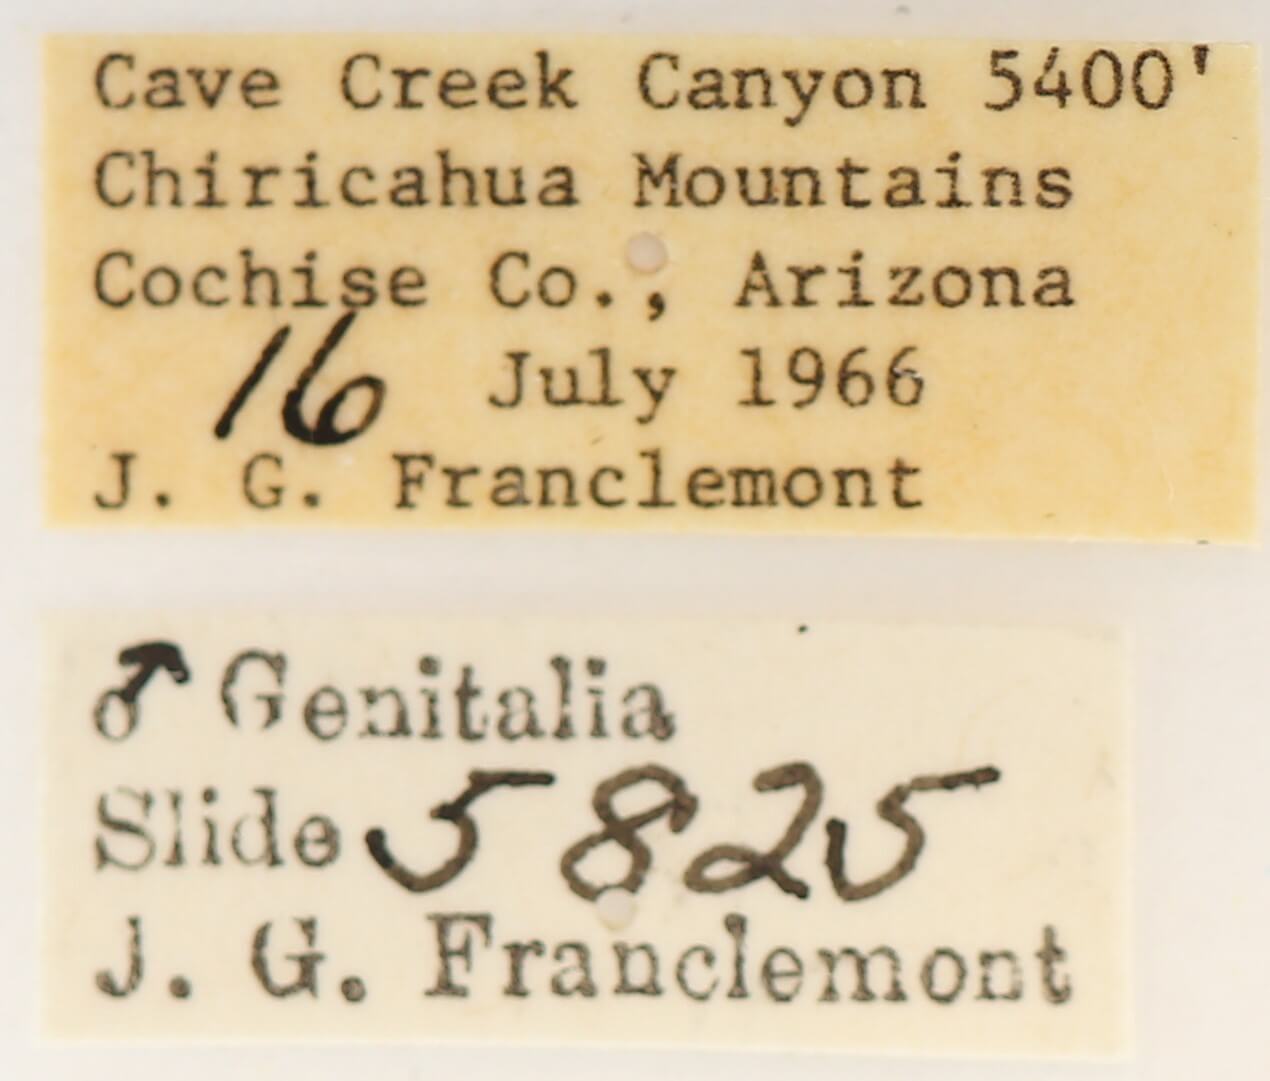 Cave Creek Canyon 5400'
Chiricahua Mountains
Cochise Co., Arizona
16 July 1966
J. G. Franclemont
♂ Genitalia
Slide 5825
J. G. Franclemont